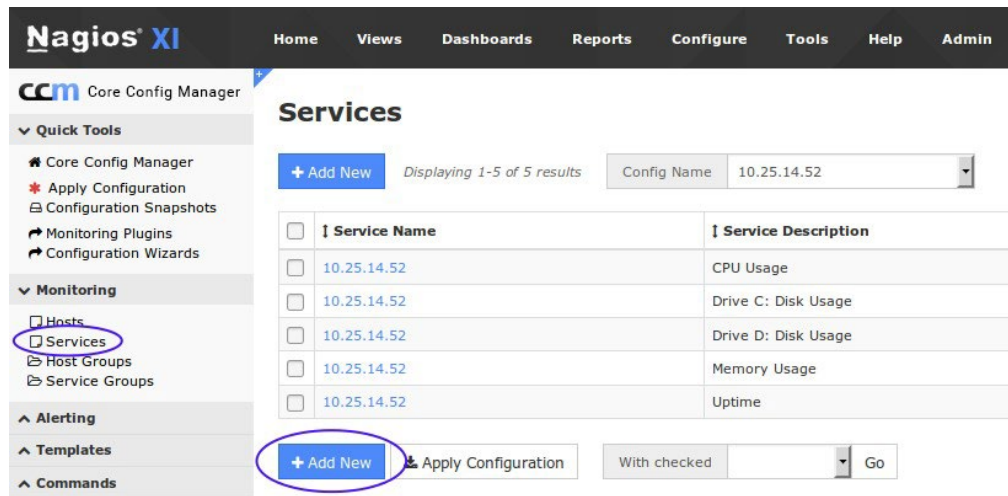 Nagios® XI
Home Views Dashboards Reports Configure Tools Help Admin
ccm Core Config Manager
Quick Tools
Core Config Manager
Apply Configuration
Configuration Snapshots
Monitoring Plugins
Configuration Wizards
Monitoring
Hosts
Services
Host Groups
Service Groups
Alerting
Templates
Commands
Services
+ Add New Displaying 1-5 of 5 results Config Name 10.25.14.52
Service Name Service Description
10.25.14.52 CPU Usage
10.25.14.52 Drive C: Disk Usage
10.25.14.52 Drive D: Disk Usage
10.25.14.52 Memory Usage
10.25.14.52 Uptime
+ Add New Apply Configuration With checked Go